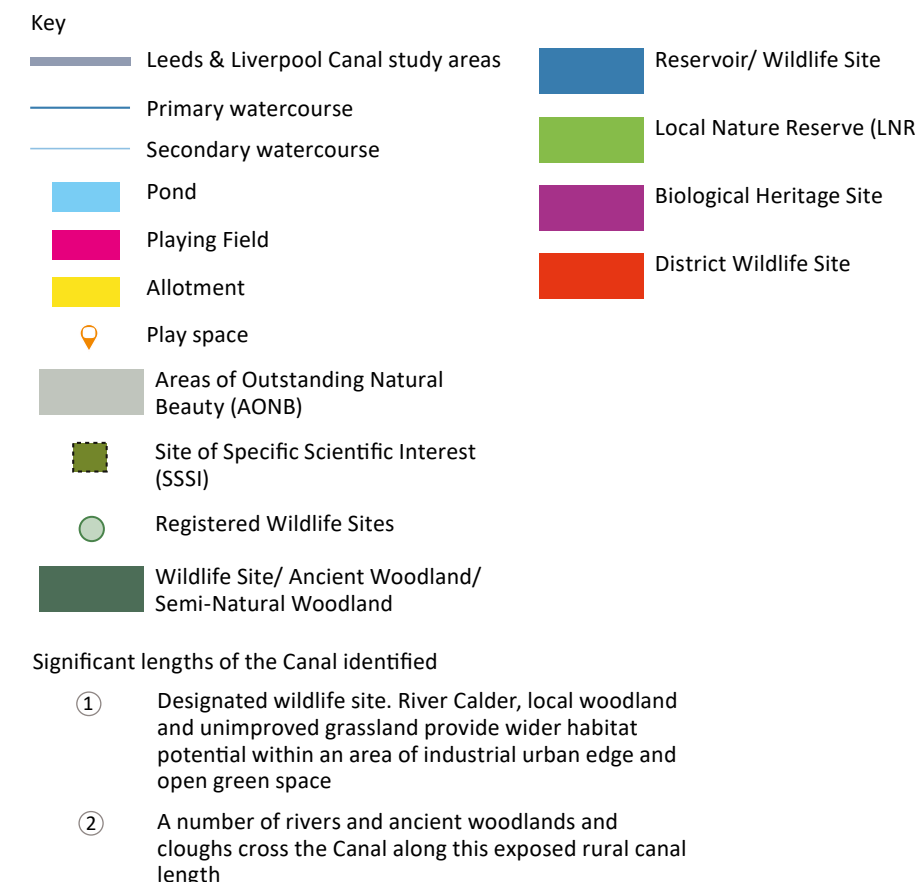 Key
Leeds & Liverpool Canal study areas
Primary watercourse
Secondary watercourse
Pond
Playing Field
Allotment
Play space
Areas of Outstanding Natural
Beauty (AONB)
Site of Specific Scientific Interest
(SSSI)
Registered Wildlife Sites
Wildlife Site/ Ancient Woodland/
Semi-Natural Woodland
Reservoir/ Wildlife Site
Local Nature Reserve (LNR
Biological Heritage Site
District Wildlife Site
Significant lengths of the Canal identified
1 Designated wildlife site. River Calder, local woodland
and unimproved grassland provide wider habitat
potential within an area of industrial urban edge and
open green space
2 A number of rivers and ancient woodlands and
cloughs cross the Canal along this exposed rural canal
length